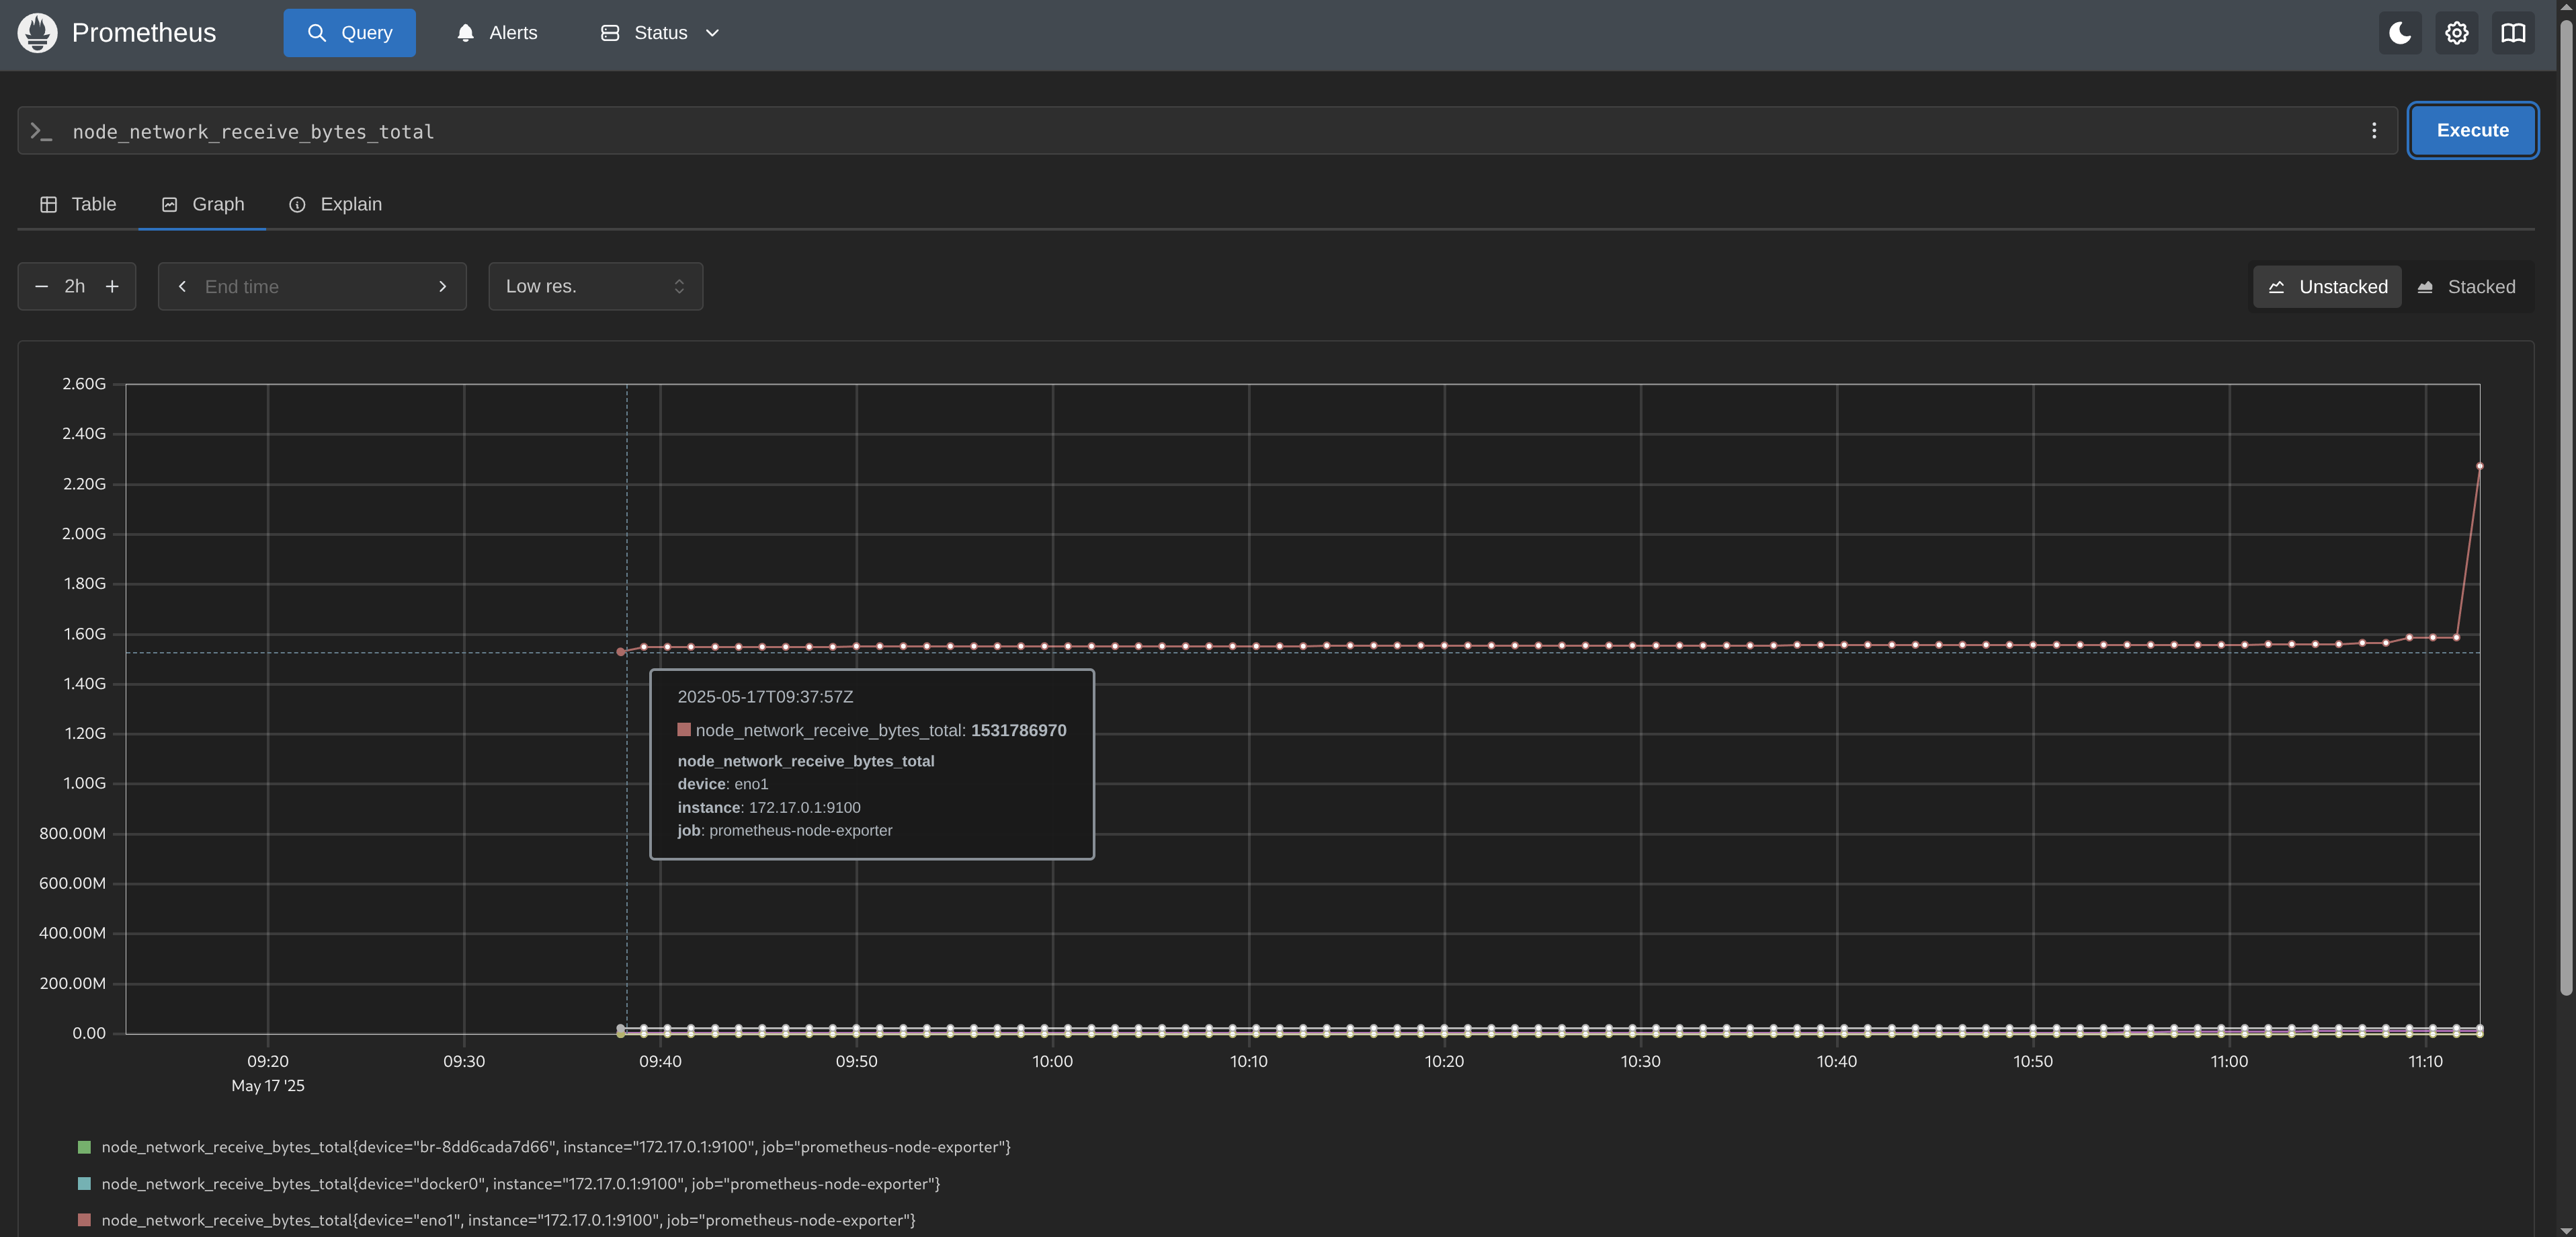 Prometheus Query Alerts Status
node_network_receive_bytes_total Execute
Table Graph Explain
2h End time Low res. Unstacked Stacked
2.60G
2.40G
2.20G
2.00G
1.80G
1.60G
1.40G
1.20G
1.00G
800.00M
600.00M
400.00M
200.00M
0.00
2025-05-17T09:37:57Z
node_network_receive_bytes_total: 1531786970
node_network_receive_bytes_total
device: eno1
instance: 172.17.0.1:9100
job: prometheus-node-exporter
09:20 09:30 09:40 09:50 10:00 10:10 10:20 10:30 10:40 10:50 11:00 11:10
May 17 '25
node_network_receive_bytes_total{device="br-8dd6cada7d66", instance="172.17.0.1:9100", job="prometheus-node-exporter"}
node_network_receive_bytes_total{device="docker0", instance="172.17.0.1:9100", job="prometheus-node-exporter"}
node_network_receive_bytes_total{device="eno1", instance="172.17.0.1:9100", job="prometheus-node-exporter"}